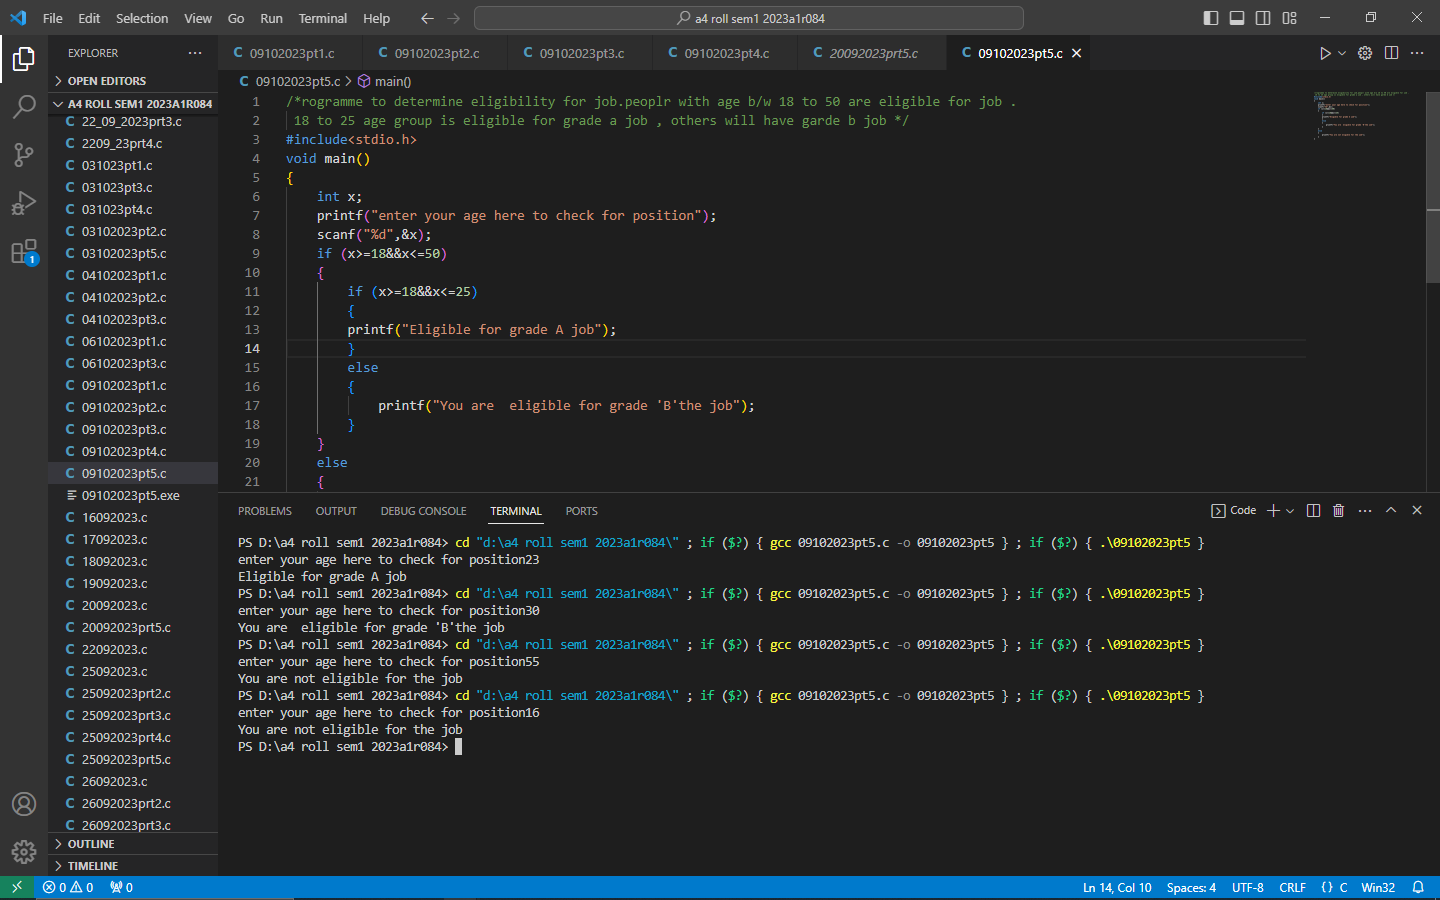 File Edit Selection View Go Run Terminal Help
a4 roll sem1 2023a1r084
EXPLORER
OPEN EDITORS
A4 ROLL SEM1 2023A1R084
22_09_2023prt3.c
2209_23prt4.c
031023pt1.c
031023pt3.c
031023pt4.c
03102023pt2.c
03102023pt5.c
04102023pt1.c
04102023pt2.c
04102023pt3.c
06102023pt1.c
06102023pt3.c
09102023pt1.c
09102023pt2.c
09102023pt3.c
09102023pt4.c
09102023pt5.c
09102023pt5.exe
16092023.c
17092023.c
18092023.c
19092023.c
20092023.c
20092023prt5.c
22092023.c
25092023.c
25092023prt2.c
25092023prt3.c
25092023prt4.c
25092023prt5.c
26092023.c
26092023prt2.c
26092023prt3.c
OUTLINE
TIMELINE
1
C 09102023pt1.c C 09102023pt2.c C 09102023pt3.c C 09102023pt4.c C 20092023prt5.c C 09102023pt5.c
C 09102023pt5.c > main()
1 /*rogramme to determine eligibility for job.peoplr with age b/w 18 to 50 are eligible for job .
2 18 to 25 age group is eligible for grade a job , others will have garde b job */
3 #include<stdio.h>
4 void main()
5 {
6 int x;
7 printf("enter your age here to check for position");
8 scanf("%d",&x);
9 if (x>=18&&x<=50)
10 {
11 if (x>=18&&x<=25)
12 {
13 printf("Eligible for grade A job");
14 }
15 else
16 {
17 printf("You are  eligible for grade 'B'the job");
18 }
19 }
20 else
21 {
PROBLEMS OUTPUT DEBUG CONSOLE TERMINAL PORTS
Code
PS D:\a4 roll sem1 2023a1r084> cd "d:\a4 roll sem1 2023a1r084\" ; if ($?) { gcc 09102023pt5.c -o 09102023pt5 } ; if ($?) { .\09102023pt5 }
enter your age here to check for position23
Eligible for grade A job
PS D:\a4 roll sem1 2023a1r084> cd "d:\a4 roll sem1 2023a1r084\" ; if ($?) { gcc 09102023pt5.c -o 09102023pt5 } ; if ($?) { .\09102023pt5 }
enter your age here to check for position30
You are  eligible for grade 'B'the job
PS D:\a4 roll sem1 2023a1r084> cd "d:\a4 roll sem1 2023a1r084\" ; if ($?) { gcc 09102023pt5.c -o 09102023pt5 } ; if ($?) { .\09102023pt5 }
enter your age here to check for position55
You are not eligible for the job
PS D:\a4 roll sem1 2023a1r084> cd "d:\a4 roll sem1 2023a1r084\" ; if ($?) { gcc 09102023pt5.c -o 09102023pt5 } ; if ($?) { .\09102023pt5 }
enter your age here to check for position16
You are not eligible for the job
PS D:\a4 roll sem1 2023a1r084>
0 0 0
Ln 14, Col 10 Spaces: 4 UTF-8 CRLF {} C Win32